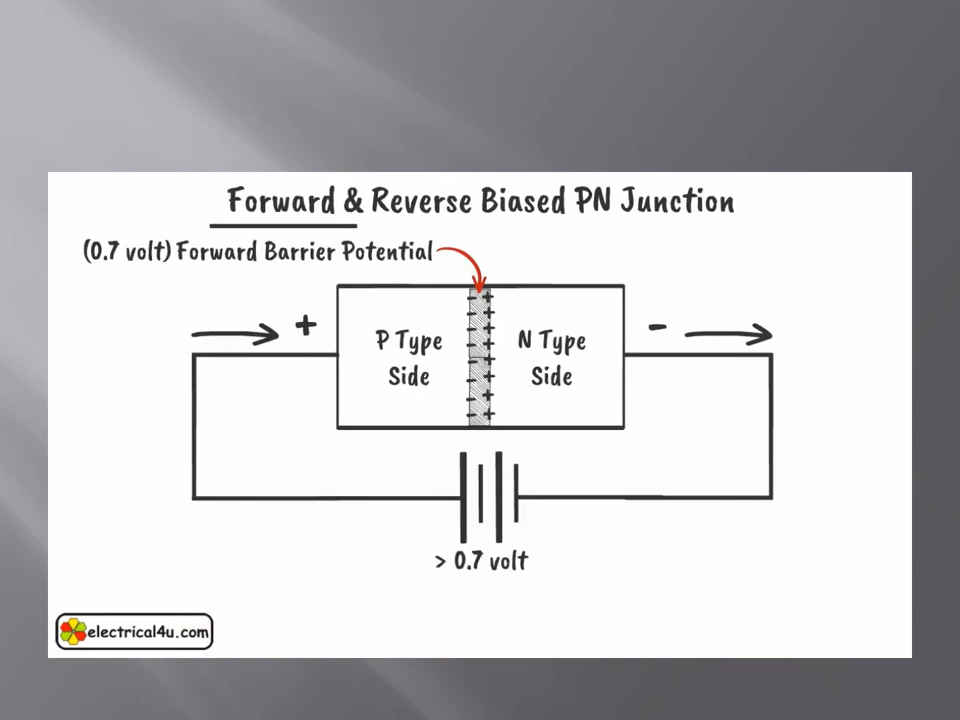 Forward & Reverse Biased PN Junction
(0.7 volt) Forward Barrier Potential
+
-
P Type
Side
N Type
Side
> 0.7 volt
electrical4u.com